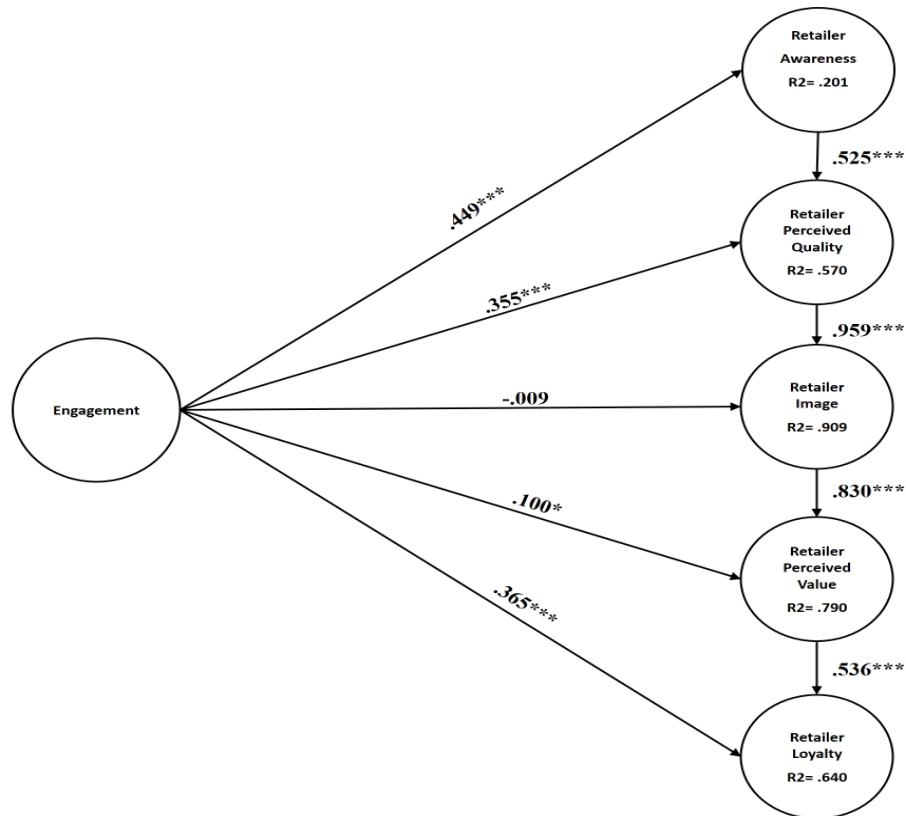 Retailer
Awareness
R2= .201
.525***
.449***
Retailer
Perceived
Quality
R2= .570
.355***
.959***
Engagement
-.009
Retailer
Image
R2= .909
.830***
.100*
Retailer
Perceived
Value
R2= .790
.365***
.536***
Retailer
Loyalty
R2= .640